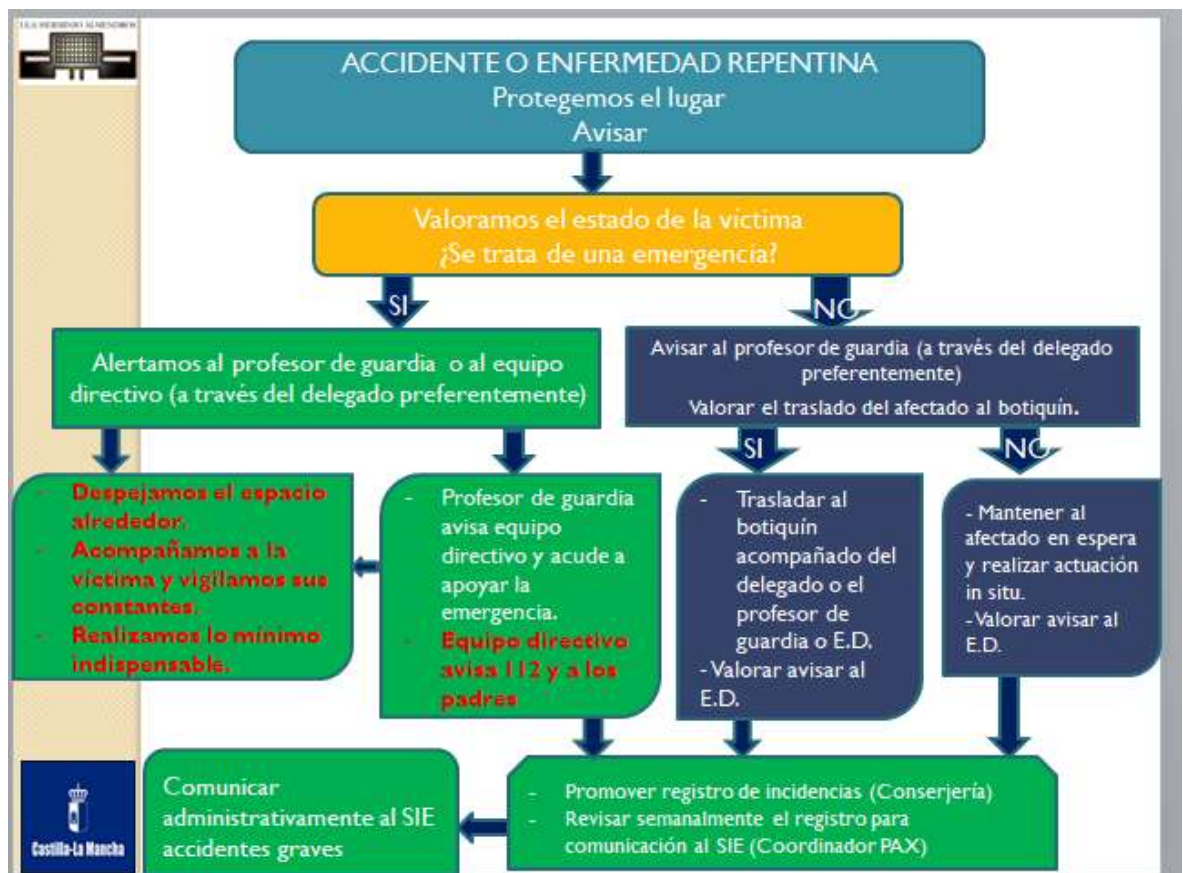 ACCIDENTE O ENFERMEDAD REPENTINA
Protegemos el lugar
Avisar
Valoramos el estado de la víctima
¿Se trata de una emergencia?
SI
NO
Alertamos al profesor de guardia o al equipo
directivo (a través del delegado preferentemente)
Avisar al profesor de guardia (a través del delegado
preferentemente)
Valorar el traslado del afectado al botiquín.
SI
NO
- Despejamos el espacio
alrededor.
- Acompañamos a la
víctima y vigilamos sus
constantes.
- Realizamos lo mínimo
indispensable.
- Profesor de guardia
avisa equipo
directivo y acude a
apoyar la
emergencia.
- Equipo directivo
avisa 112 y a los
padres
- Trasladar al
botiquín
acompañado del
delegado o el
profesor de
guardia o E.D.
- Valorar avisar al
E.D.
- Mantener al
afectado en espera
y realizar actuación
in situ.
- Valorar avisar al
E.D.
Comunicar
administrativamente al SIE
accidentes graves
- Promover registro de incidencias (Conserjería)
- Revisar semanalmente el registro para
comunicación al SIE (Coordinador PAX)
Castilla-La Mancha